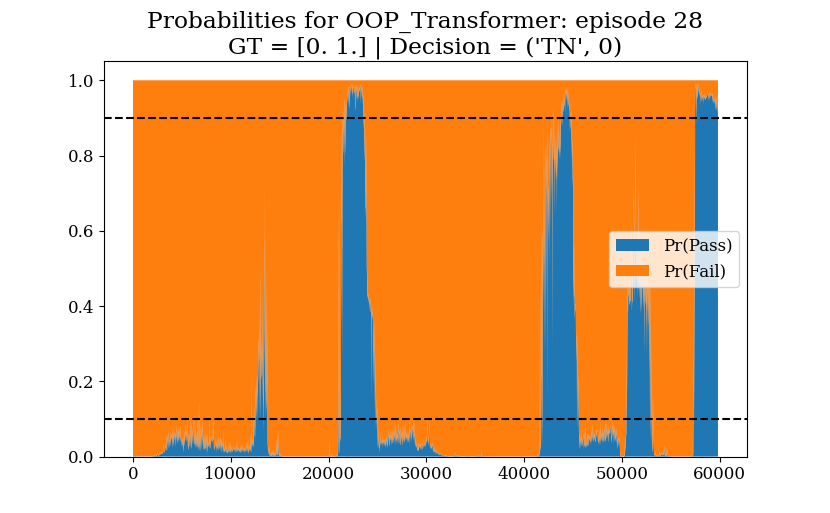 Probabilities for OOP_Transformer: episode 28
GT = [0. 1.] | Decision = ('TN', 0)
1.0
0.8
0.6
0.4
0.2
0.0
Pr(Pass)
Pr(Fail)
0 10000 20000 30000 40000 50000 60000